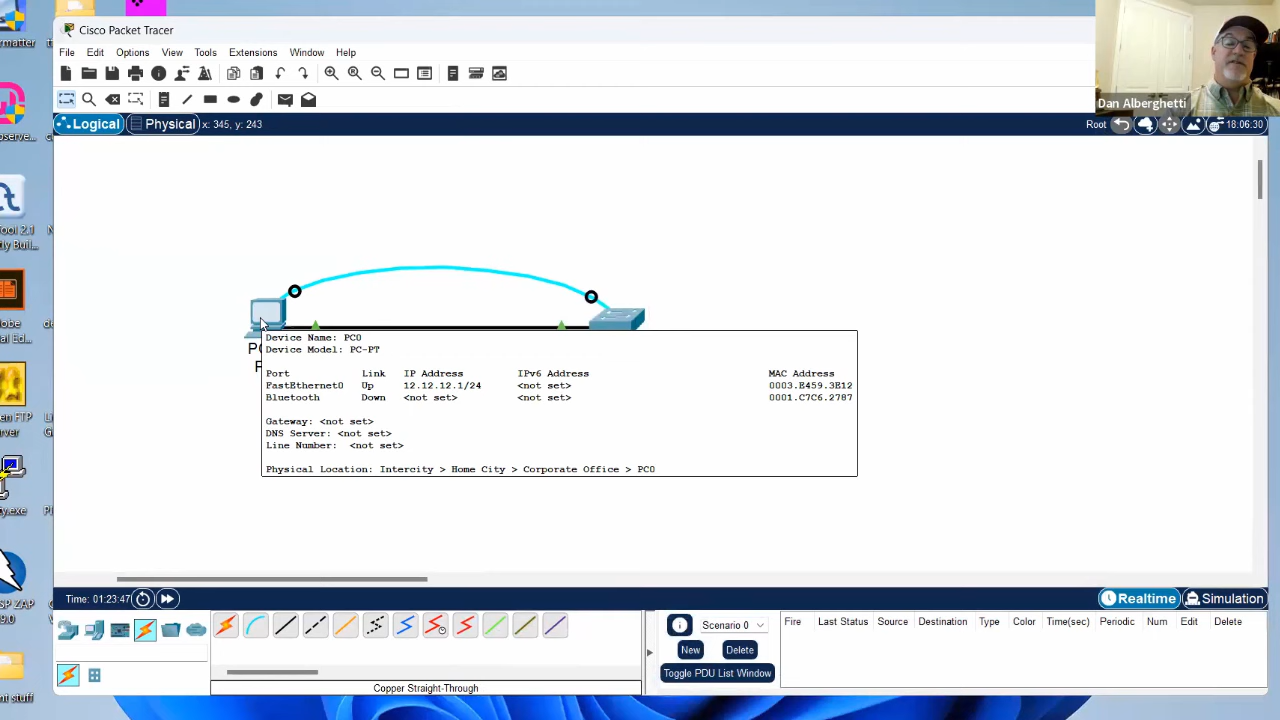 Cisco Packet Tracer
File Edit Options View Tools Extensions Window Help
Dan Alberghetti
Logical Physical x: 345, y: 243
Root 18:06:30
Device Name: PC0
Device Model: PC-PT
Port Link IP Address IPv6 Address MAC Address
FastEthernet0 Up 12.12.12.1/24 <not set> 0003.E459.3E12
Bluetooth Down <not set> <not set> 0001.C7C6.2787
Gateway: <not set>
DNS Server: <not set>
Line Number: <not set>
Physical Location: Intercity > Home City > Corporate Office > PC0
Time: 01:23:47
Realtime Simulation
Scenario 0
New Delete
Toggle PDU List Window
Fire Last Status Source Destination Type Color Time(sec) Periodic Num Edit Delete
Copper Straight-Through